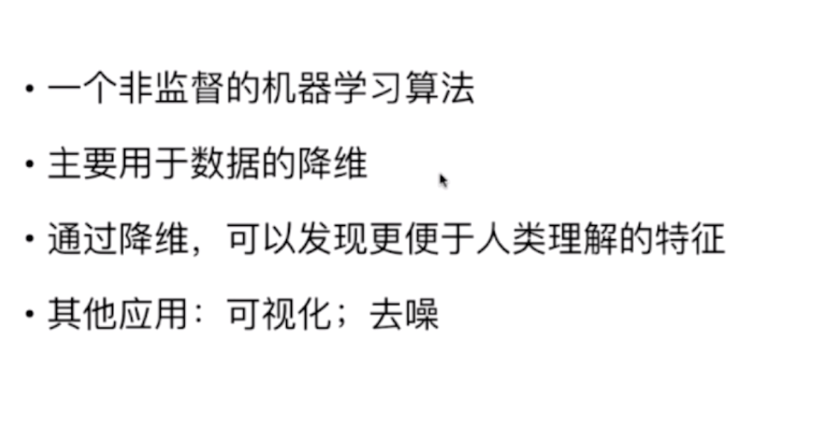 • 一个非监督的机器学习算法
• 主要用于数据的降维
• 通过降维，可以发现更便于人类理解的特征
• 其他应用：可视化；去噪